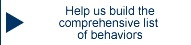 Help us build the
comprehensive list
of behaviors